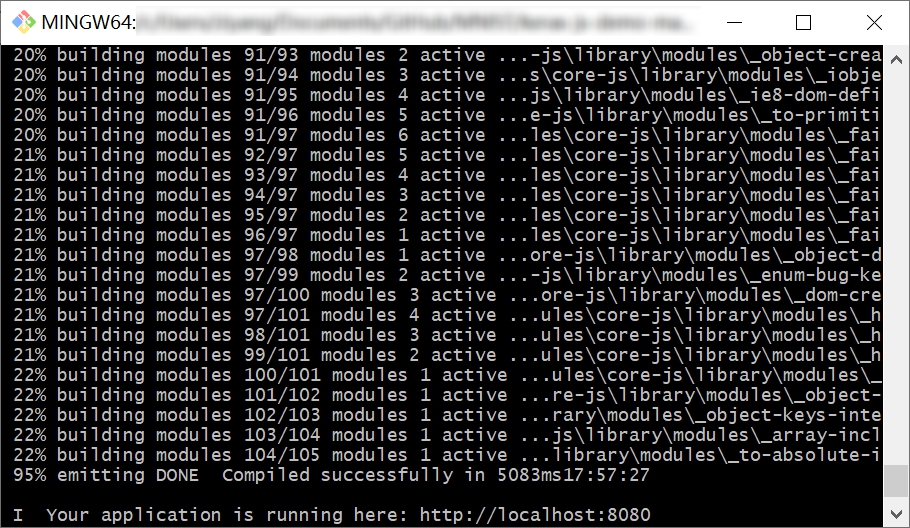 MINGW64:
20% building modules 91/93 modules 2 active ...-js\library\modules\_object-crea
20% building modules 91/94 modules 3 active ...s\core-js\library\modules\_iobje
20% building modules 91/95 modules 4 active ...js\library\modules\_ie8-dom-defi
20% building modules 91/96 modules 5 active ...e-js\library\modules\_to-primiti
20% building modules 91/97 modules 6 active ...les\core-js\library\modules\_fai
21% building modules 92/97 modules 5 active ...les\core-js\library\modules\_fai
21% building modules 93/97 modules 4 active ...les\core-js\library\modules\_fai
21% building modules 94/97 modules 3 active ...les\core-js\library\modules\_fai
21% building modules 95/97 modules 2 active ...les\core-js\library\modules\_fai
21% building modules 96/97 modules 1 active ...les\core-js\library\modules\_fai
21% building modules 97/98 modules 1 active ...ore-js\library\modules\_object-d
21% building modules 97/99 modules 2 active ...-js\library\modules\_enum-bug-ke
21% building modules 97/100 modules 3 active ...ore-js\library\modules\_dom-cre
21% building modules 97/101 modules 4 active ...ules\core-js\library\modules\_h
21% building modules 98/101 modules 3 active ...ules\core-js\library\modules\_h
21% building modules 99/101 modules 2 active ...ules\core-js\library\modules\_h
22% building modules 100/101 modules 1 active ...ules\core-js\library\modules\_
22% building modules 101/102 modules 1 active ...re-js\library\modules\_object-
22% building modules 102/103 modules 1 active ...rary\modules\_object-keys-inte
22% building modules 103/104 modules 1 active ...js\library\modules\_array-incl
22% building modules 104/105 modules 1 active ...library\modules\_to-absolute-i
95% emitting DONE  Compiled successfully in 5083ms17:57:27
I  Your application is running here: http://localhost:8080